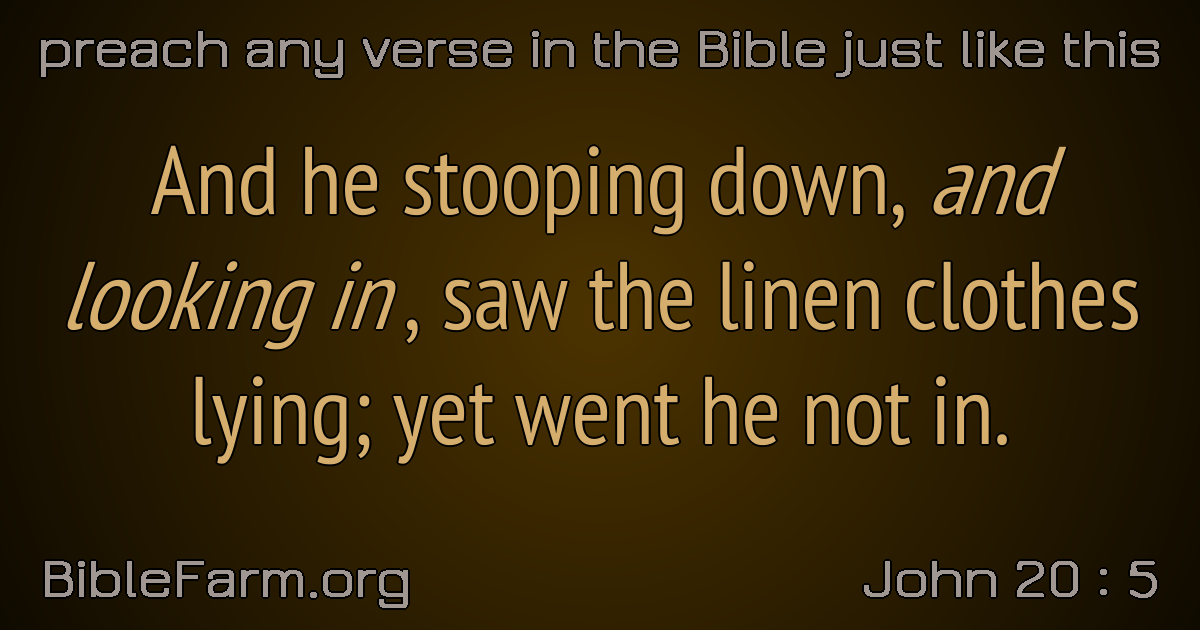 preach any verse in the Bible just like this
And he stooping down, and
looking in, saw the linen clothes
lying; yet went he not in.
BibleFarm.org
John 20 : 5